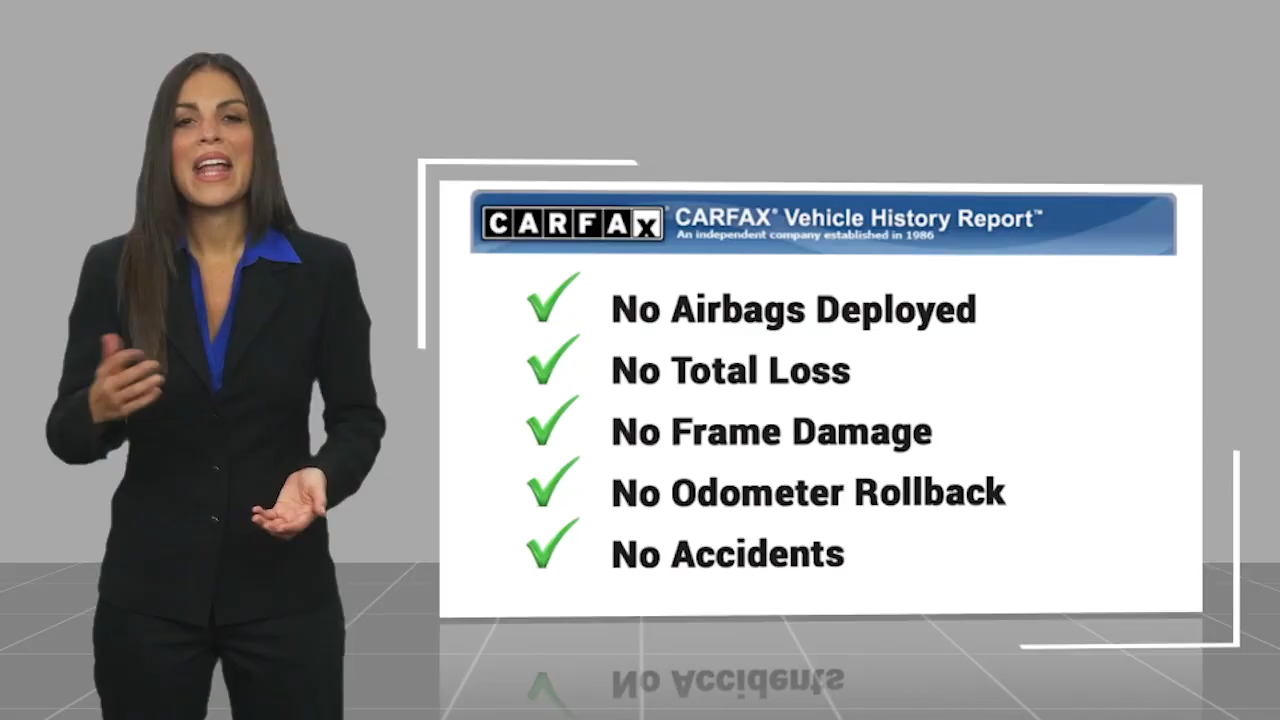 CARFAX CARFAX® Vehicle History Report™
An independent company established in 1986
No Airbags Deployed
No Total Loss
No Frame Damage
No Odometer Rollback
No Accidents
No Accidents